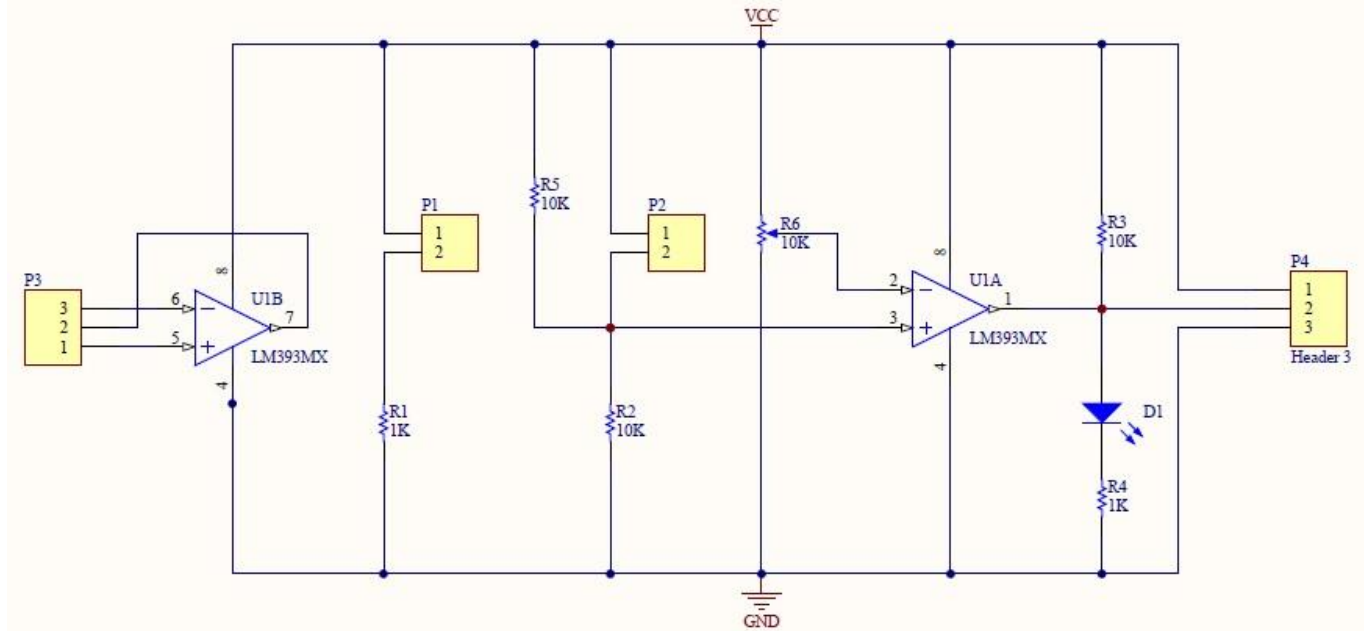 VCC
P3
3
2
1
8
6
5
U1B
7
LM393MX
4
P1
1
2
R1
1K
R5
10K
P2
1
2
R2
10K
R6
10K
8
2
3
U1A
1
LM393MX
4
R3
10K
D1
R4
1K
P4
1
2
3
Header 3
GND